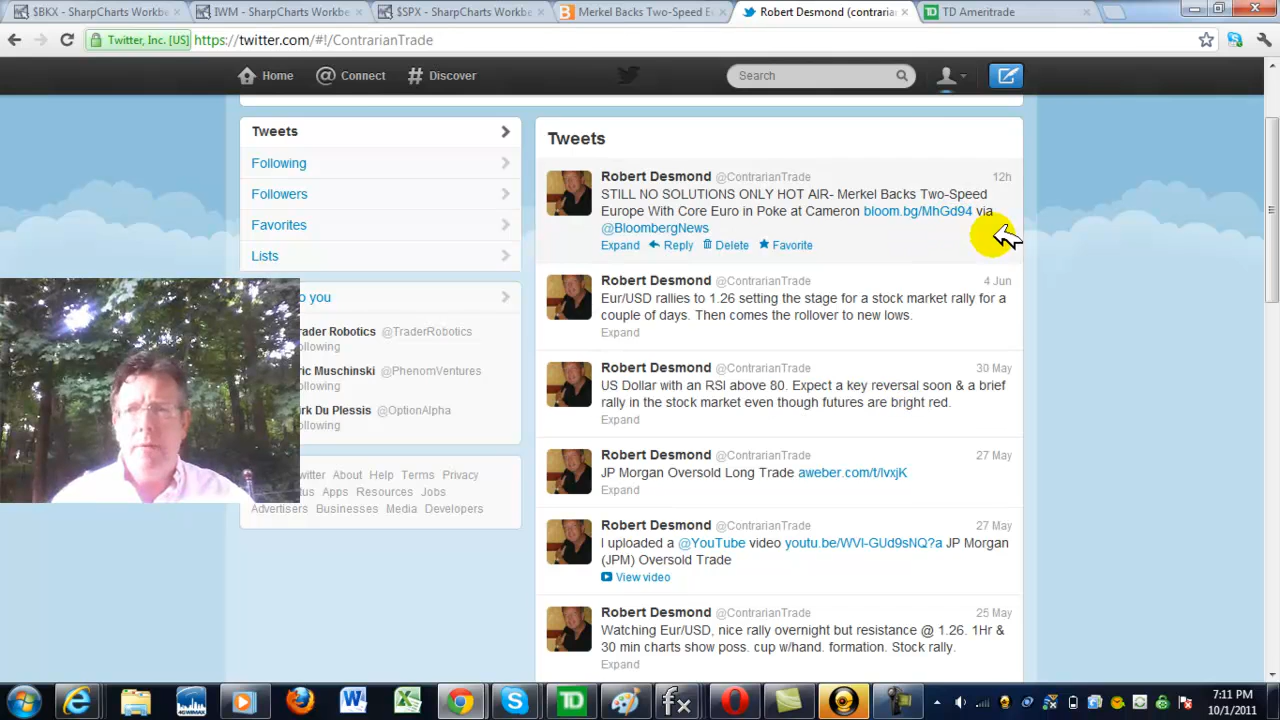 $BKX - SharpCharts Workbe
IWM - SharpCharts Workbe
$SPX - SharpCharts Workbe
Merkel Backs Two-Speed E
Robert Desmond (contraria
TD Ameritrade
Twitter, Inc. [US]
https://twitter.com/#!/ContrarianTrade
Home
Connect
Discover
Search
Tweets
Following
Followers
Favorites
Lists
o you
rader Robotics @TraderRobotics
ollowing
ric Muschinski @PhenomVentures
ollowing
ark Du Plessis @OptionAlpha
ollowing
witter About Help Terms Privacy
tus Apps Resources Jobs
Advertisers Businesses Media Developers
Tweets
Robert Desmond @ContrarianTrade 12h
STILL NO SOLUTIONS ONLY HOT AIR- Merkel Backs Two-Speed
Europe With Core Euro in Poke at Cameron bloom.bg/MhGd94 via
@BloombergNews
Expand Reply Delete Favorite
Robert Desmond @ContrarianTrade 4 Jun
Eur/USD rallies to 1.26 setting the stage for a stock market rally for a
couple of days. Then comes the rollover to new lows.
Expand
Robert Desmond @ContrarianTrade 30 May
US Dollar with an RSI above 80. Expect a key reversal soon & a brief
rally in the stock market even though futures are bright red.
Expand
Robert Desmond @ContrarianTrade 27 May
JP Morgan Oversold Long Trade aweber.com/t/IvxjK
Expand
Robert Desmond @ContrarianTrade 27 May
I uploaded a @YouTube video youtu.be/WVl-GUd9sNQ?a JP Morgan
(JPM) Oversold Trade
View video
Robert Desmond @ContrarianTrade 25 May
Watching Eur/USD, nice rally overnight but resistance @ 1.26. 1Hr &
30 min charts show poss. cup w/hand. formation. Stock rally.
Expand
7:11 PM
10/1/2011